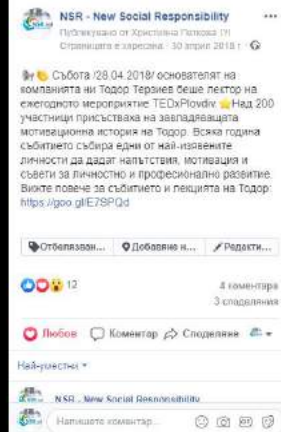 NSR - New Social Responsibility
Публикувано от Християна Петкова [?]
Страницата е харесана · 30 април 2018 г. ·
Събота /28.04.2018/ основателят на
компанията ни Тодор Терзиев беше лектор на
ежегодното мероприятие TEDxPlovdiv. Над 200
участници присъстваха на завладяващата
мотивационна история на Тодор. Всяка година
събитието събира едни от най-изявените
личности да дадат напътствия, мотивация и
съвети за личностно и професионално развитие.
Вижте повече за събитието и лекцията на Тодор:
https://goo.gl/E7SPQd
Отбелязван... Добавяне н... Редакти...
12
4 коментара
3 споделяния
Любов Коментар Споделяне
Най-уместни
NSR - New Social Responsibility
Напишете коментар...
GIF